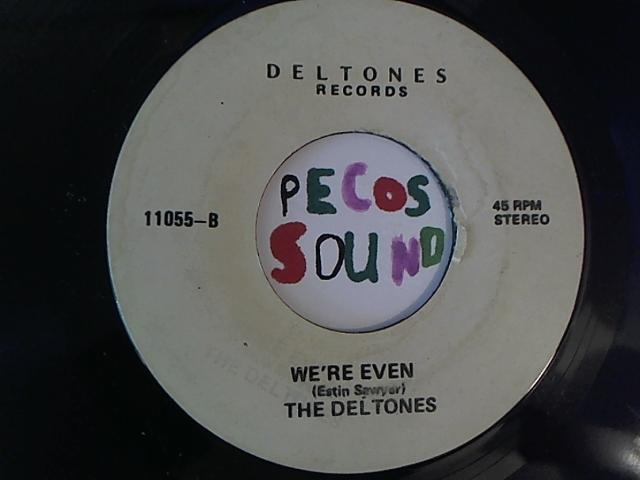 DELTONES
RECORDS
PECOS
SOUND
11055-B
45 RPM
STEREO
WE'RE EVEN
(Estin Sawyer)
THE DELTONES